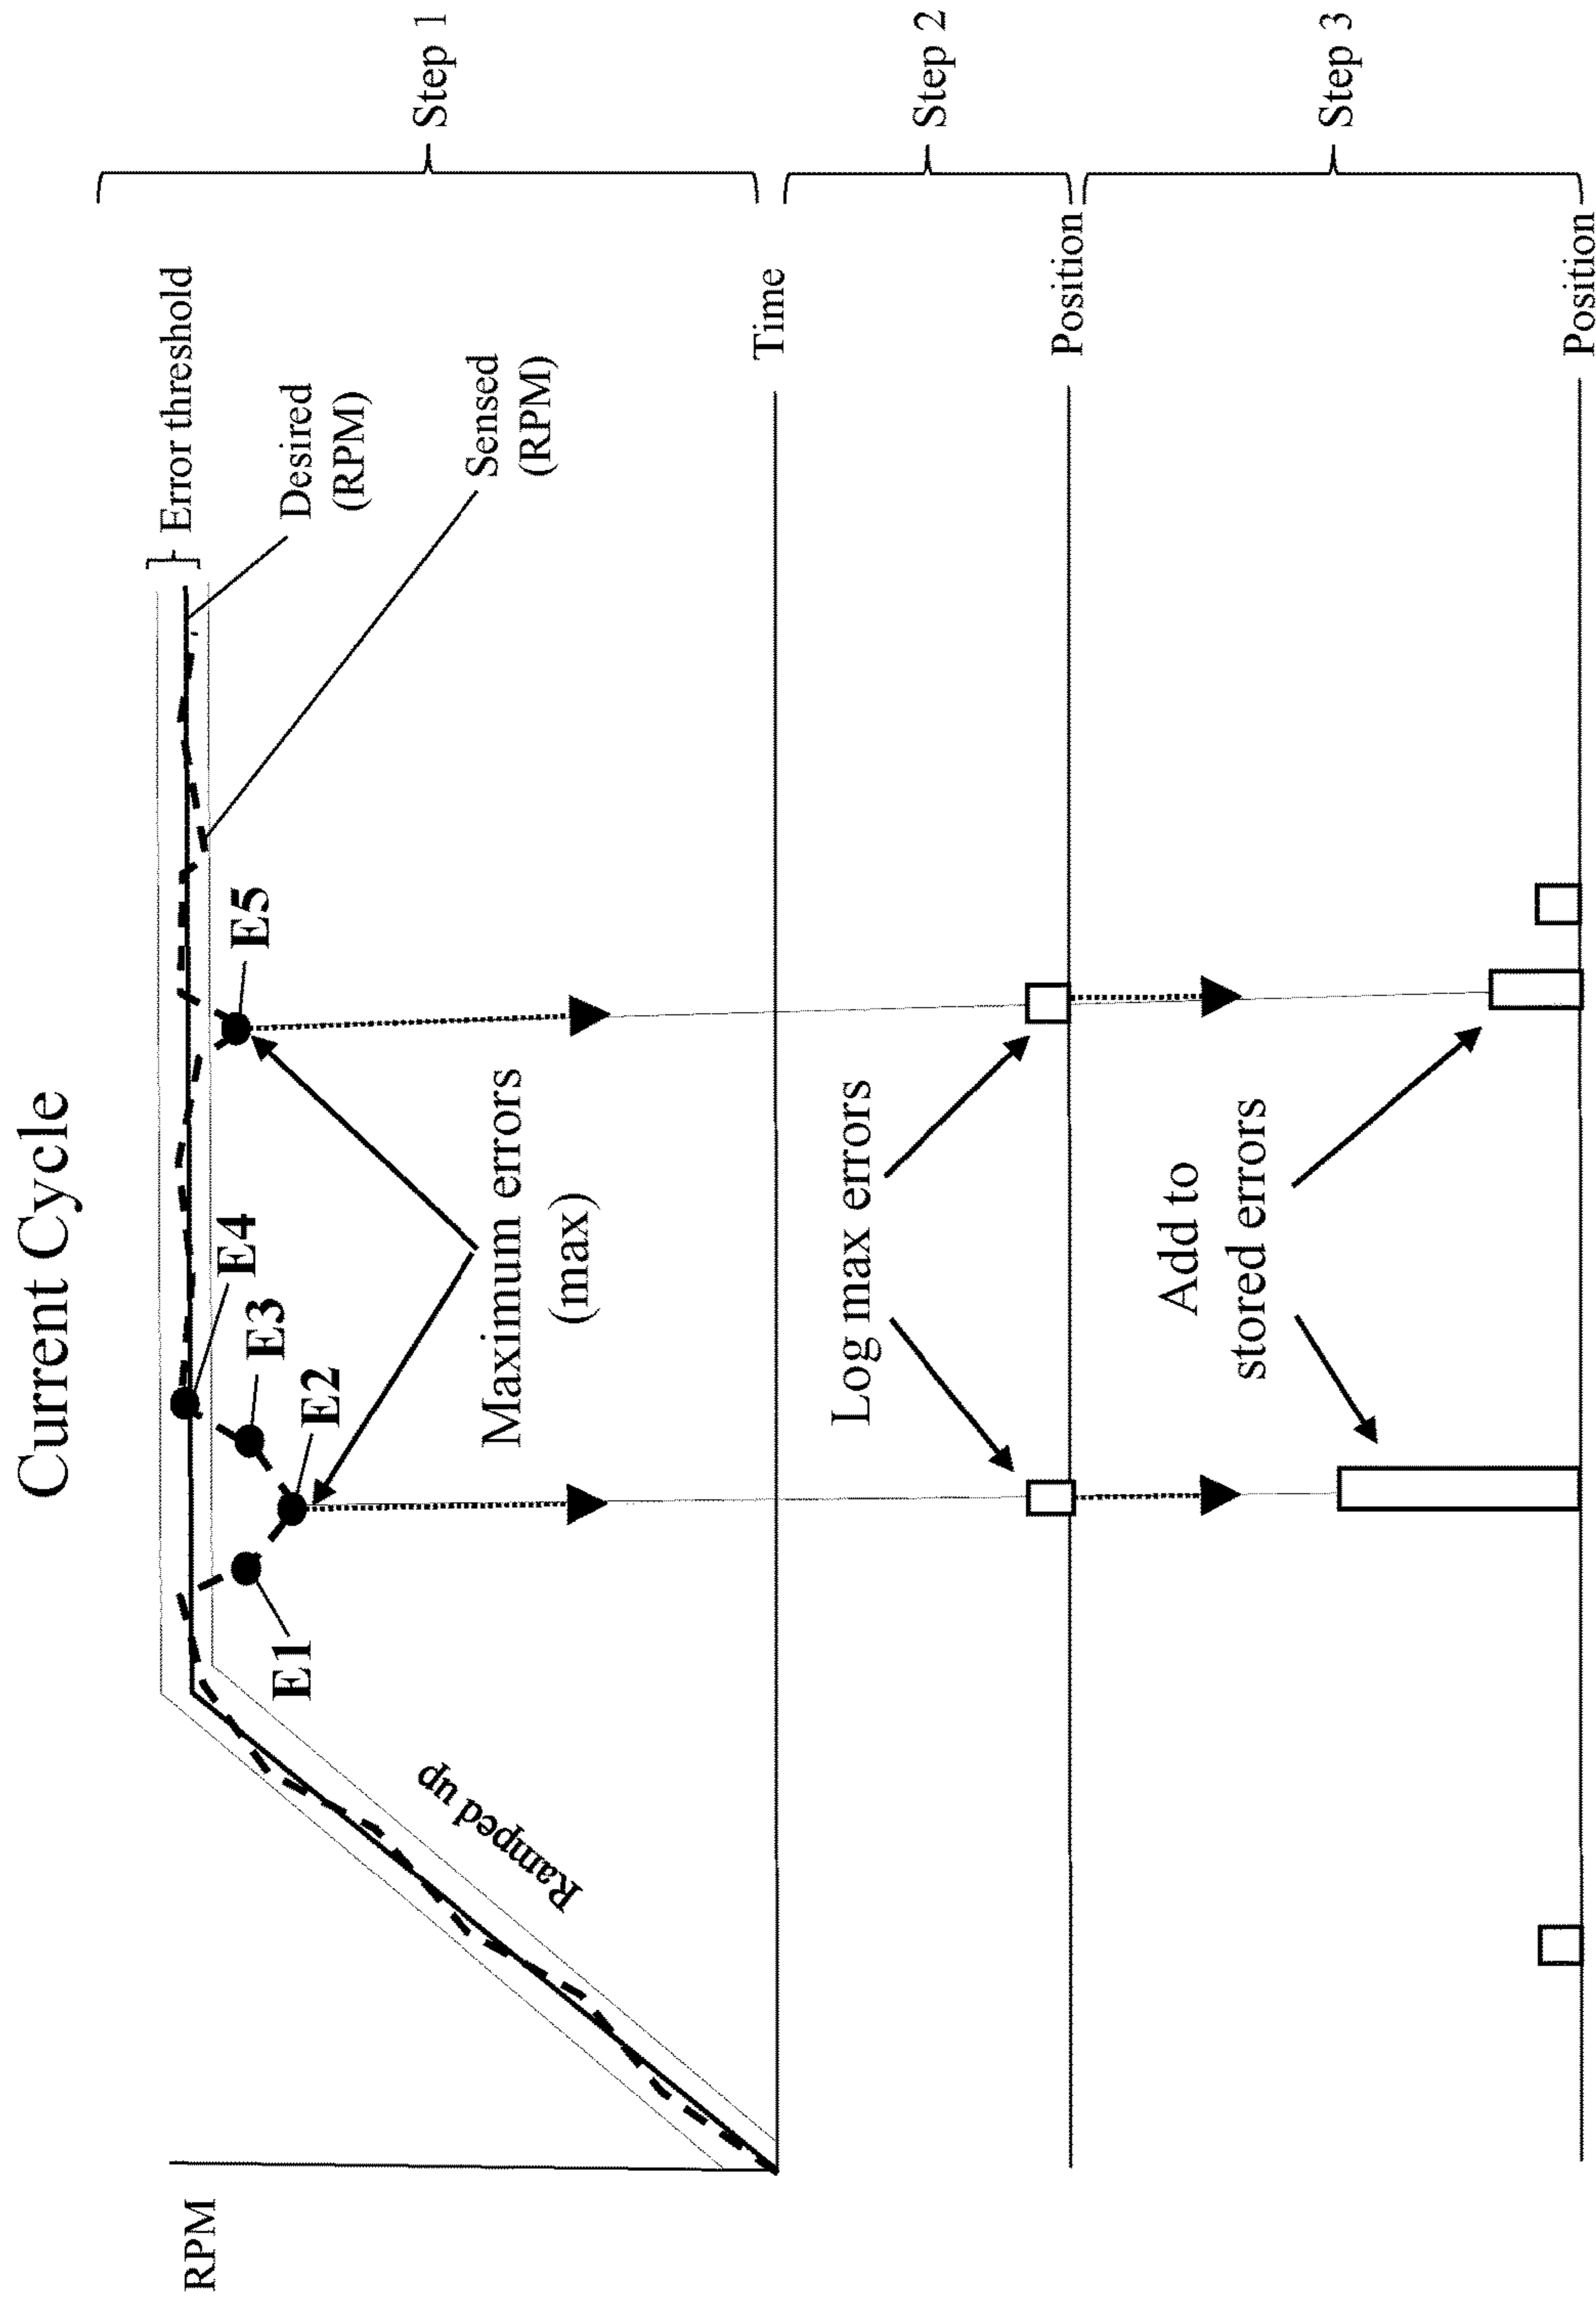 Current Cycle
RPM
Error threshold
Desired
(RPM)
Sensed
(RPM)
E1
E2
E3
E4
E5
Ramped up
Maximum errors
(max)
Time
Step 1
Log max errors
Position
Step 2
Add to
stored errors
Position
Step 3